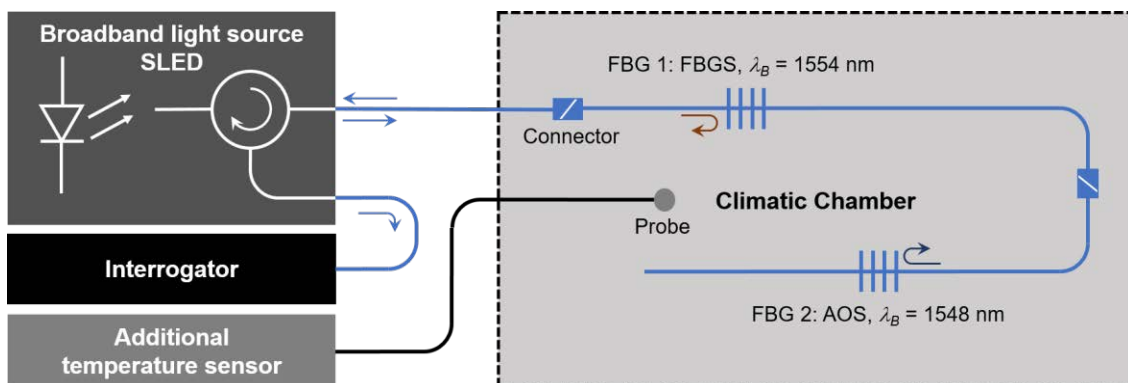 Broadband light source
SLED
FBG 1: FBGS, λB = 1554 nm
Connector
Climatic Chamber
Probe
Interrogator
FBG 2: AOS, λB = 1548 nm
Additional
temperature sensor